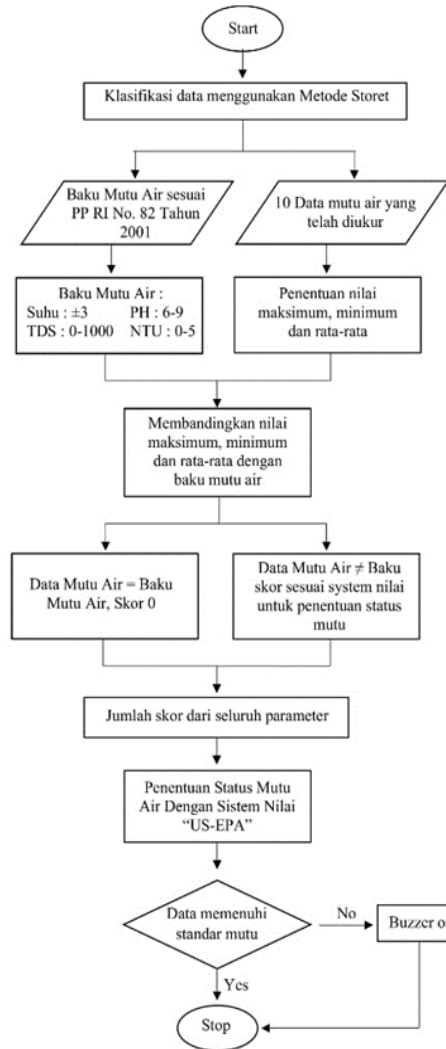 Start
Klasifikasi data menggunakan Metode Storet
Baku Mutu Air sesuai
PP RI No. 82 Tahun
2001
10 Data mutu air yang
telah diukur
Baku Mutu Air :
Suhu : ±3 PH : 6-9
TDS : 0-1000 NTU : 0-5
Penentuan nilai
maksimum, minimum
dan rata-rata
Membandingkan nilai
maksimum, minimum
dan rata-rata dengan
baku mutu air
Data Mutu Air = Baku
Mutu Air, Skor 0
Data Mutu Air ≠ Baku
skor sesuai system nilai
untuk penentuan status
mutu
Jumlah skor dari seluruh parameter
Penentuan Status Mutu
Air Dengan Sistem Nilai
“US-EPA”
Data memenuhi
standar mutu
No
Buzzer
Yes
Stop